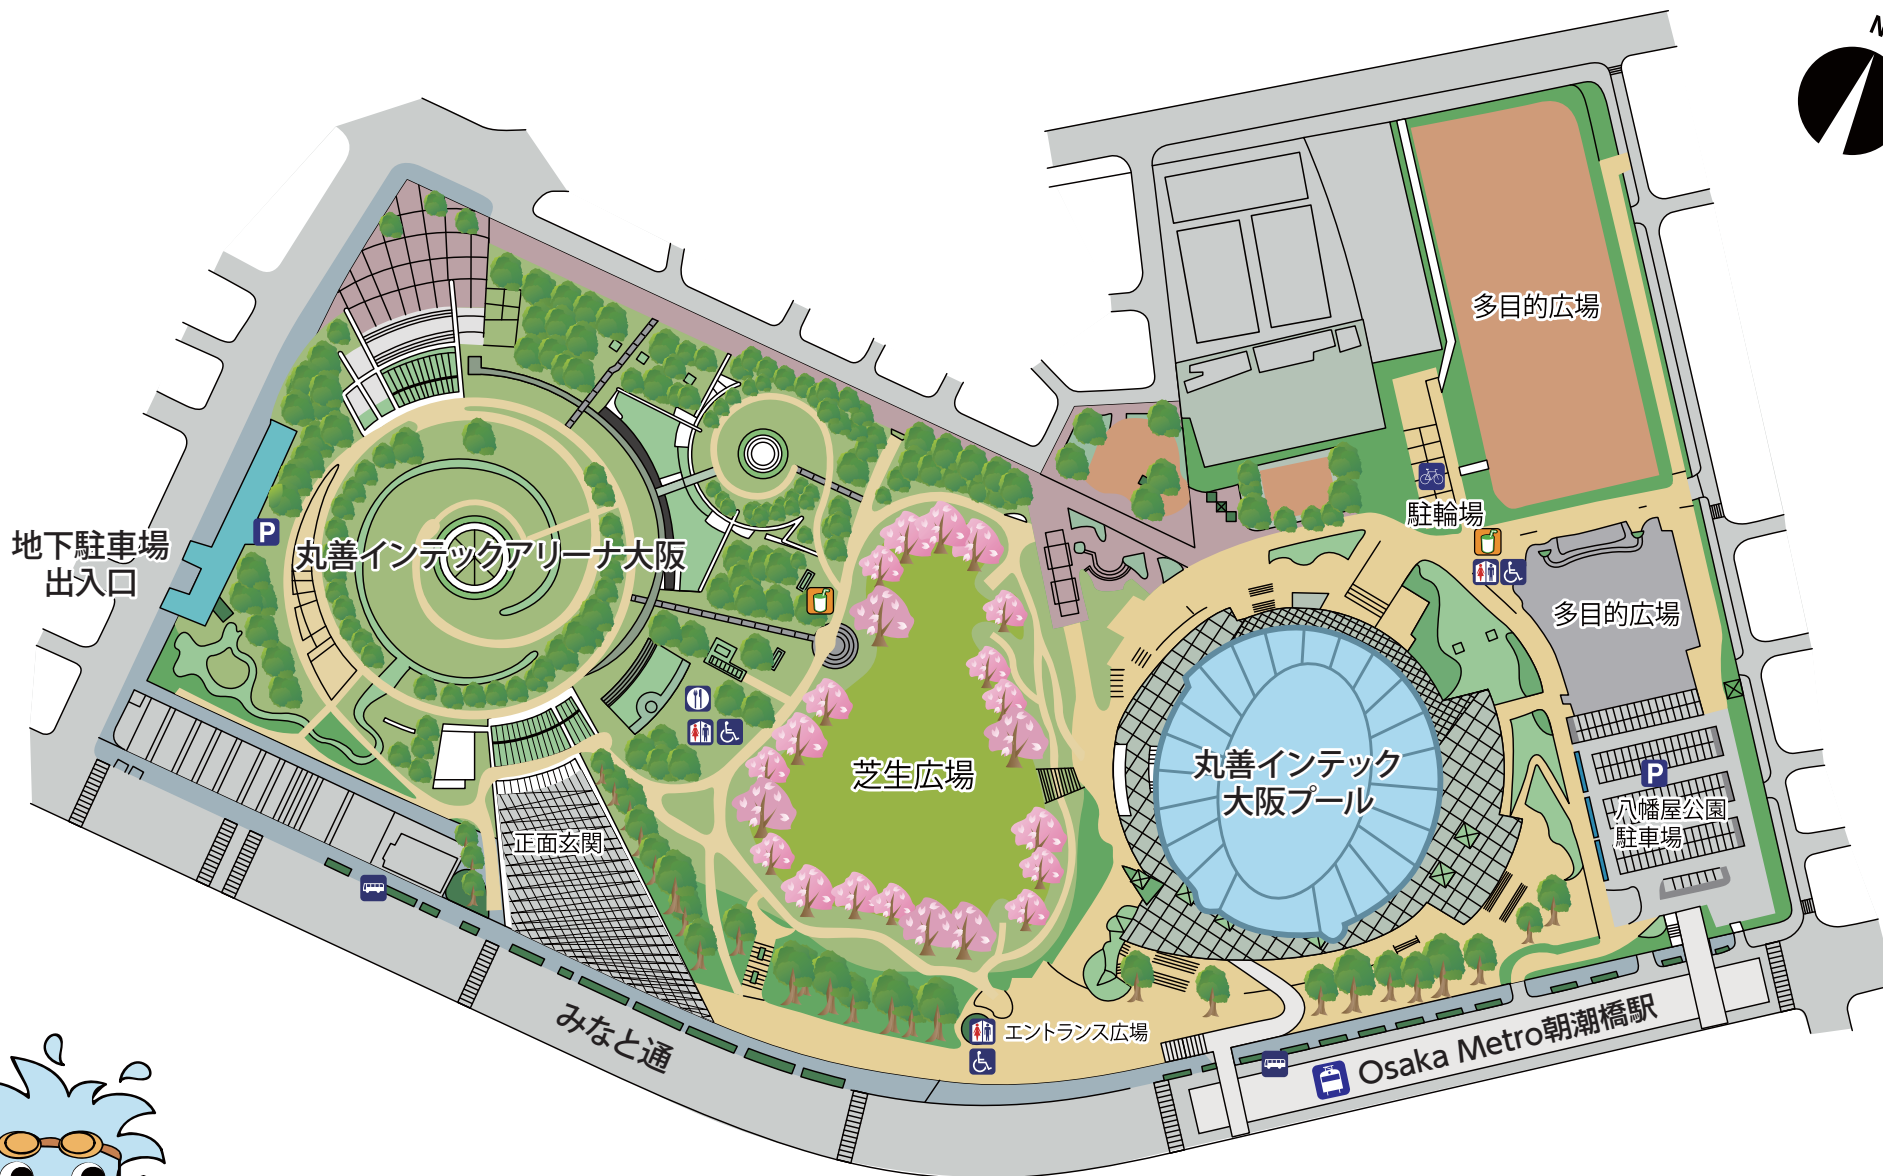 N
多目的広場
駐輪場
地下駐車場
出入口
P
丸善インテックアリーナ大阪
多目的広場
丸善インテック
大阪プール
芝生広場
P
八幡屋公園
駐車場
正面玄関
みなと通
エントランス広場
Osaka Metro朝潮橋駅